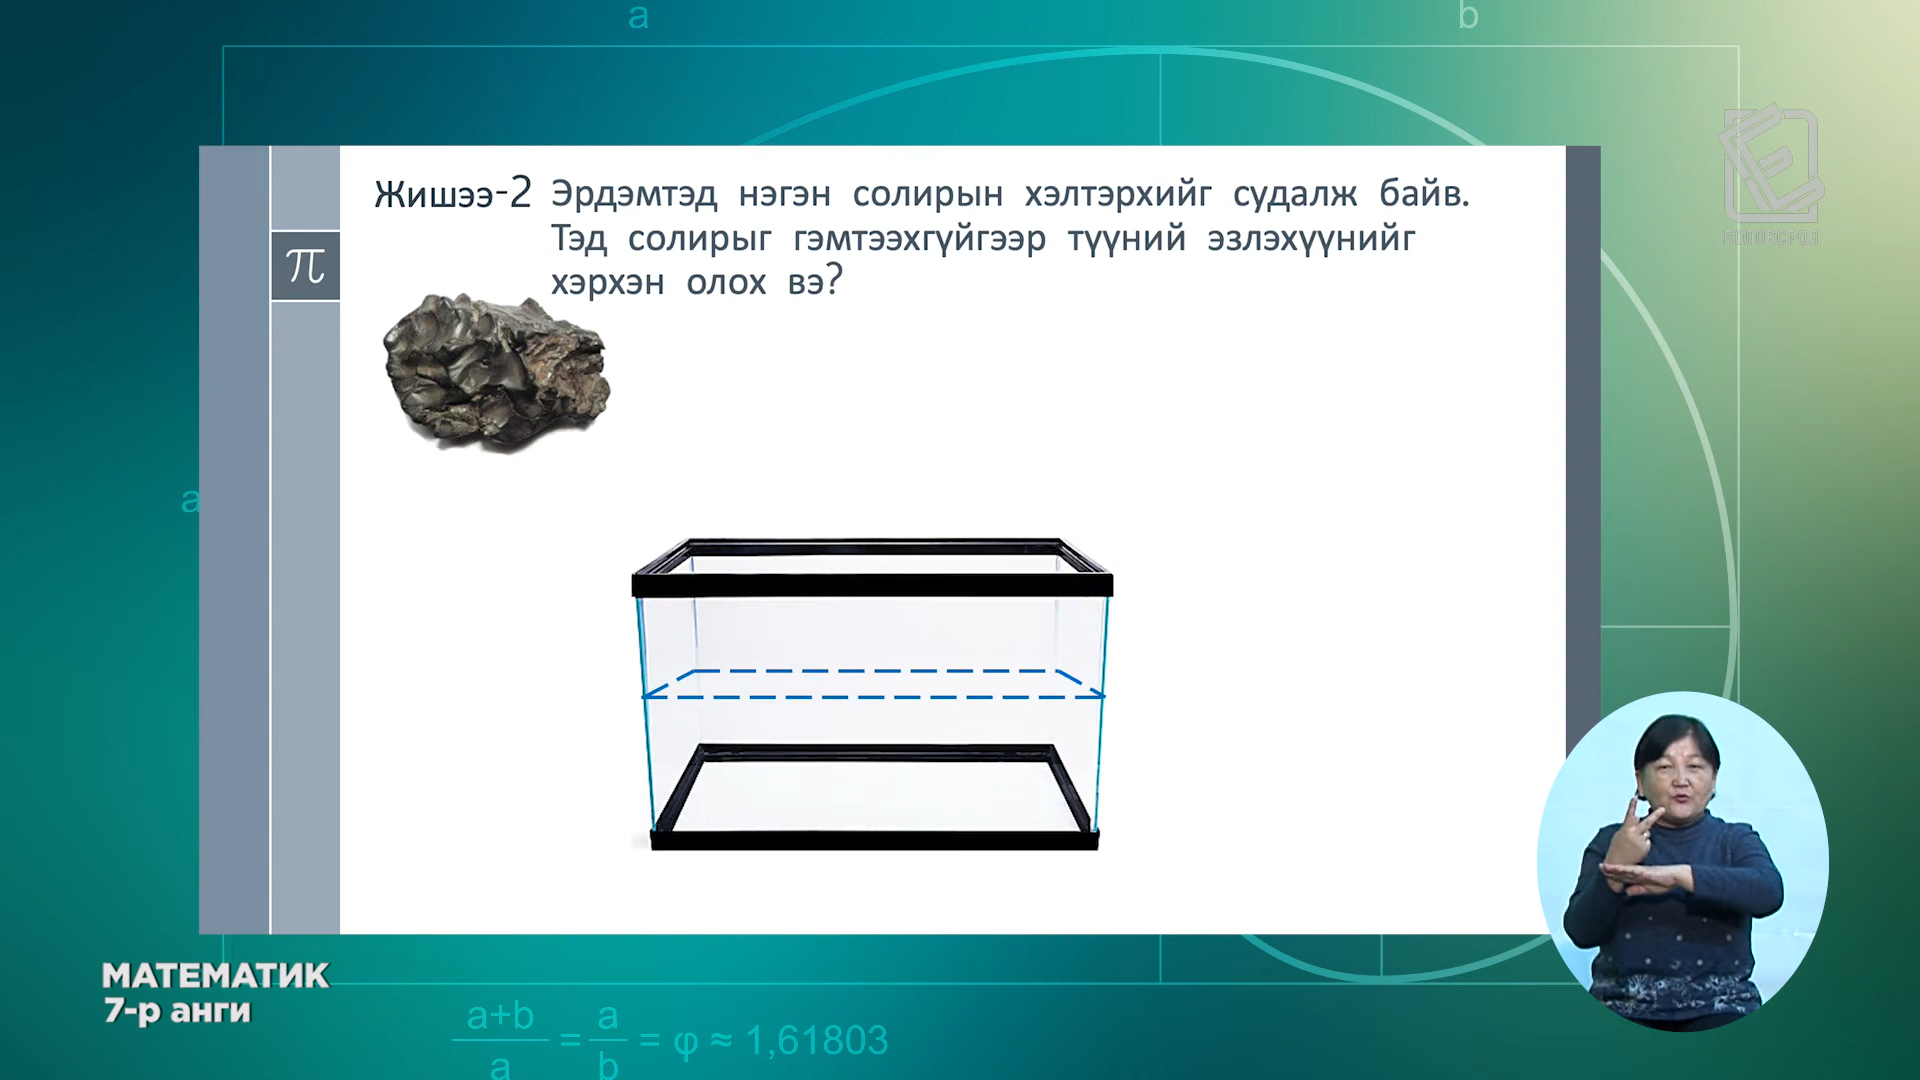 a
b
Жишээ-2 Эрдэмтэд нэгэн солирын хэлтэрхийг судалж байв.
Тэд солирыг гэмтээхгүйгээр түүний эзлэхүүнийг
хэрхэн олох вэ?
π
a
БОЛОВСРОЛ
МАТЕМАТИК
7-р анги
a+b/a = a/b = φ ≈ 1,61803